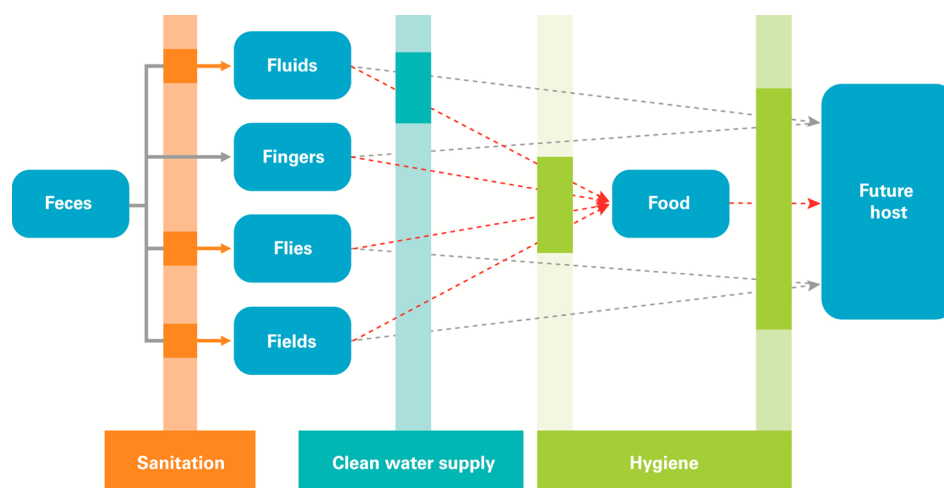 Fluids
Fingers
Feces
Flies
Fields
Food
Future
host
Sanitation
Clean water supply
Hygiene